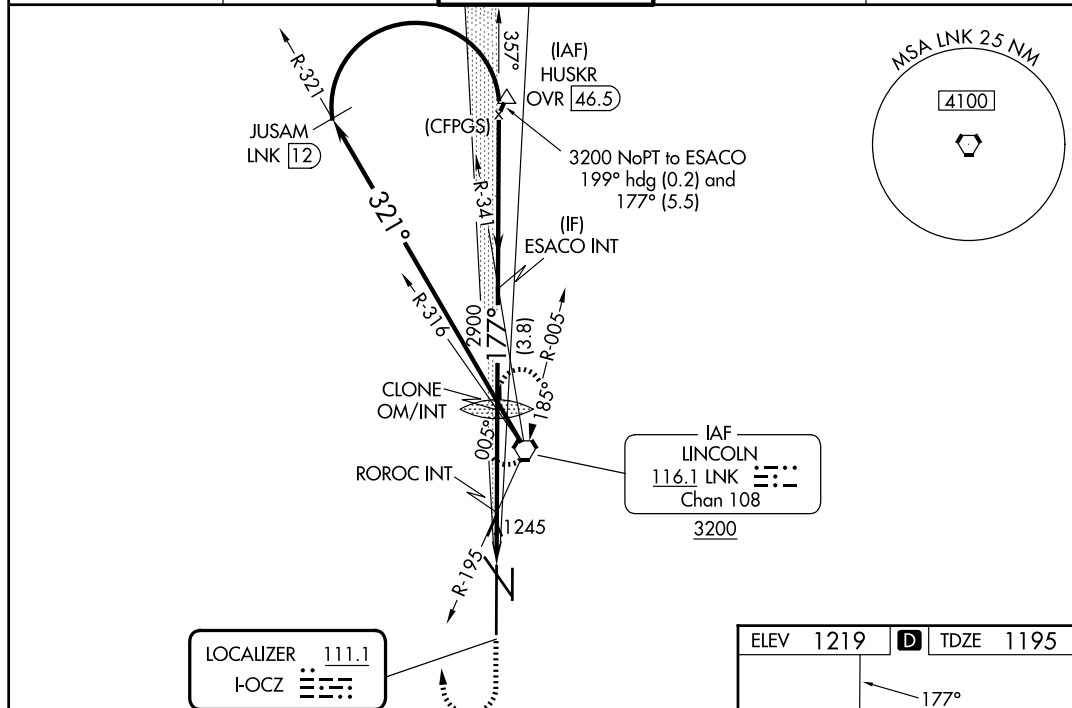 R-321
357°
(IAF)
HUSKR
OVR 46.5
MSA LNK 25 NM
4100
JUSAM
LNK 12
(CFPGS)
x
3200 NoPT to ESACO
199° hdg (0.2) and
177° (5.5)
321°
R-341
(IF)
ESACO INT
R-316
2900
177°
(3.8)
R-005
CLONE
OM/INT
185°
005°
IAF
LINCOLN
116.1 LNK
Chan 108
3200
ROROC INT
1245
R-195
LOCALIZER 111.1
I-OCZ
ELEV 1219 D TDZE 1195
177°